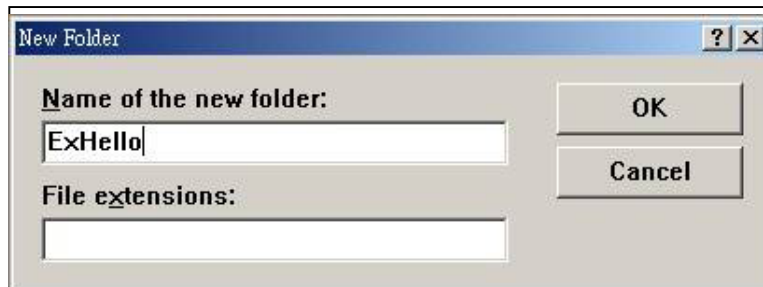 New Folder
Name of the new folder:
ExHello
OK
Cancel
File extensions: